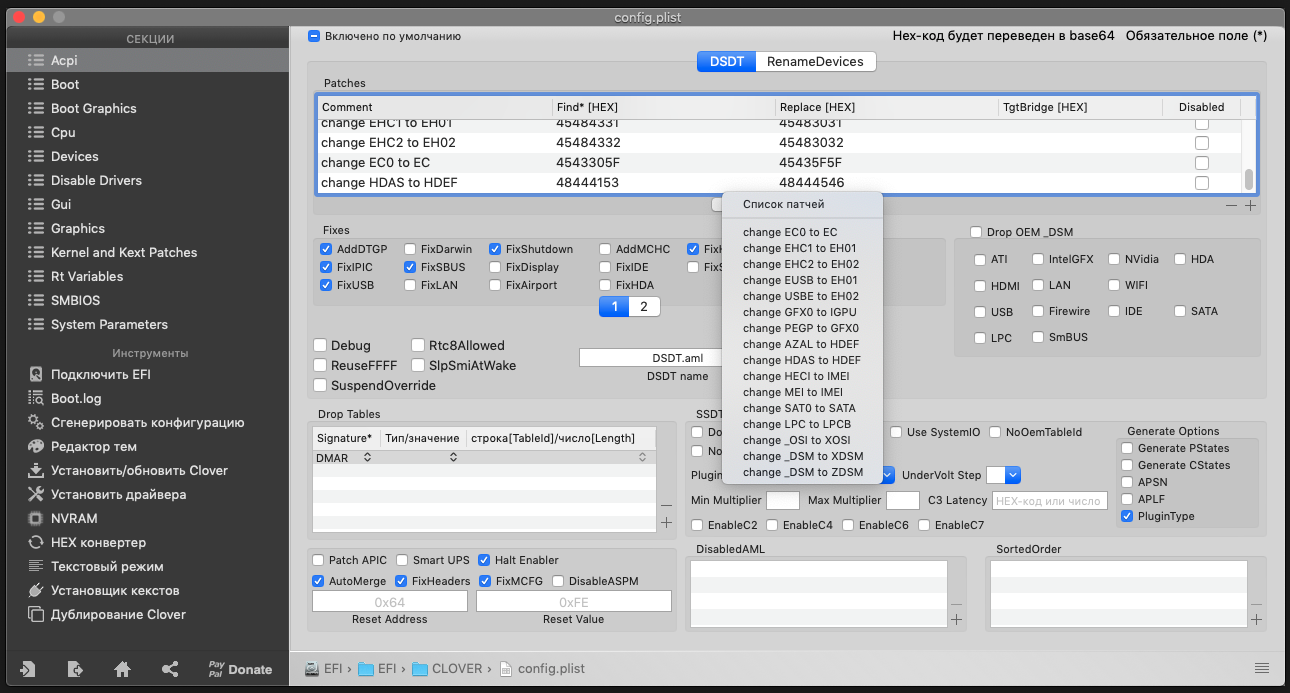 config.plist
СЕКЦИИ
Acpi
Boot
Boot Graphics
Cpu
Devices
Disable Drivers
Gui
Graphics
Kernel and Kext Patches
Rt Variables
SMBIOS
System Parameters
Инструменты
Подключить EFI
Boot.log
Сгенерировать конфигурацию
Редактор тем
Установить/обновить Clover
Установить драйвера
NVRAM
HEX конвертер
Текстовый режим
Установщик кекстов
Дублирование Clover
Pay Pal Donate
Включено по умолчанию
Hex-код будет переведен в base64 Обязательное поле (*)
DSDT RenameDevices
Patches
Comment Find* [HEX] Replace [HEX] TgtBridge [HEX] Disabled
change EHC1 to EH01 45484331 45483031
change EHC2 to EH02 45484332 45483032
change EC0 to EC 4543305F 45435F5F
change HDAS to HDEF 48444153 48444546
Список патчей
change EC0 to EC
change EHC1 to EH01
change EHC2 to EH02
change EUSB to EH01
change USBE to EH02
change GFX0 to IGPU
change PEGP to GFX0
change AZAL to HDEF
change HDAS to HDEF
change HECI to IMEI
change MEI to IMEI
change SAT0 to SATA
change LPC to LPCB
change _OSI to XOSI
change _DSM to XDSM
change _DSM to ZDSM
Fixes
AddDTGP FixDarwin FixShutdown AddMCHC
FixIPIC FixSBUS FixDisplay FixIDE
FixUSB FixLAN FixAirport FixHDA
1 2
Drop OEM _DSM
ATI IntelGFX NVidia HDA
HDMI LAN WIFI
USB Firewire IDE SATA
LPC SmBUS
Debug Rtc8Allowed
ReuseFFFF SlpSmiAtWake
SuspendOverride
DSDT.aml
DSDT name
Drop Tables
Signature* Тип/значение строка[TableId]/число[Length]
DMAR
SSDT
Use SystemIO NoOemTableId
Plugin UnderVolt Step
Min Multiplier Max Multiplier C3 Latency HEX-код или число
EnableC2 EnableC4 EnableC6 EnableC7
Generate Options
Generate PStates
Generate CStates
APSN
APLF
PluginType
Patch APIC Smart UPS Halt Enabler
AutoMerge FixHeaders FixMCFG DisableASPM
0x64 0xFE
Reset Address Reset Value
DisabledAML SortedOrder
EFI › EFI › CLOVER › config.plist